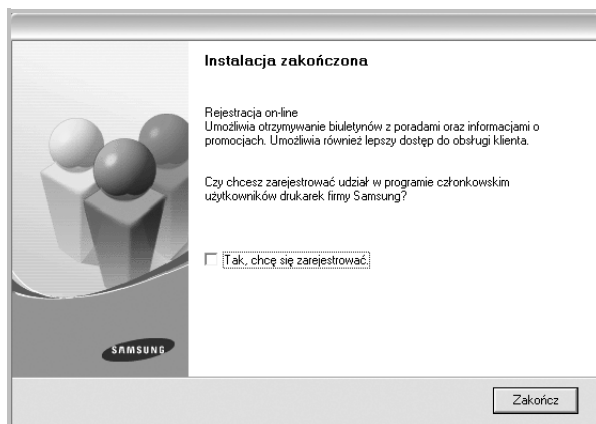 Instalacja zakończona
Rejestracja on-line
Umożliwia otrzymywanie biuletynów z poradami oraz informacjami o
promocjach. Umożliwia również lepszy dostęp do obsługi klienta.
Czy chcesz zarejestrować udział w programie członkowskim
użytkowników drukarek firmy Samsung?
Tak, chcę się zarejestrować.
SAMSUNG
Zakończ